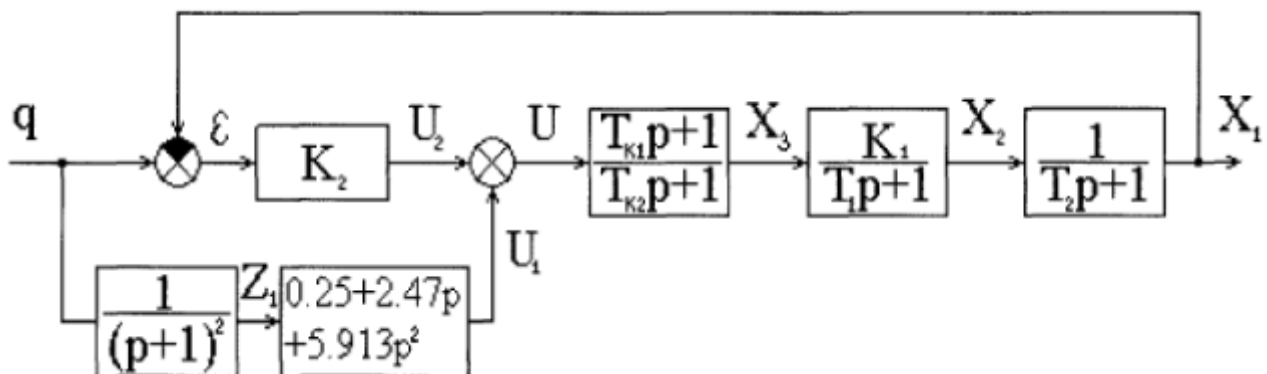 q
ε
K₂
U₂
U
T_K1p+1
T_K2p+1
X₃
K₁
T₁p+1
X₂
1
T₂p+1
X₁
U₁
1
(p+1)²
Z₁
0.25+2.47p
+5.913p²